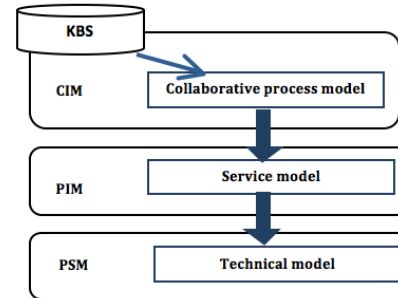 KBS
CIM
Collaborative process model
PIM
Service model
PSM
Technical model